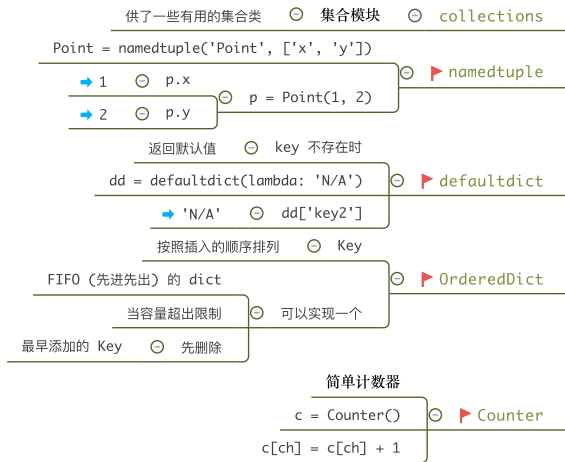 供了一些有用的集合类 集合模块 collections
Point = namedtuple('Point', ['x', 'y'])
1 p.x
namedtuple
p = Point(1, 2)
2 p.y
返回默认值 key 不存在时
dd = defaultdict(lambda: 'N/A') defaultdict
'N/A' dd['key2']
按照插入的顺序排列 Key
FIFO (先进先出) 的 dict OrderedDict
当容量超出限制 可以实现一个
最早添加的 Key 先删除
简单计数器
c = Counter() Counter
c[ch] = c[ch] + 1